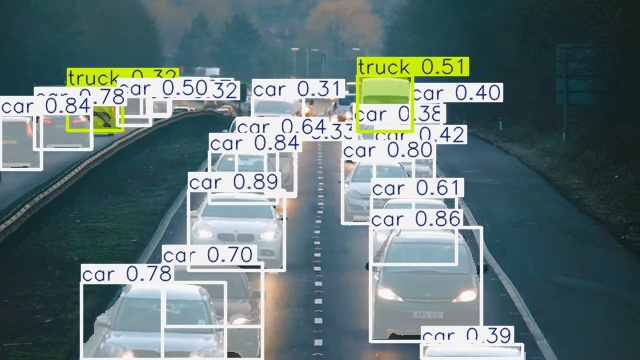 truck 0.51
truck 0.32
car 0.50
0.32
car 0.31
car 0.40
0.78
car 0.84
car 0.38
car 0.64
0.33
0.42
car 0.84
car 0.80
car 0.89
car 0.61
car 0.86
car 0.70
car 0.78
car 0.39